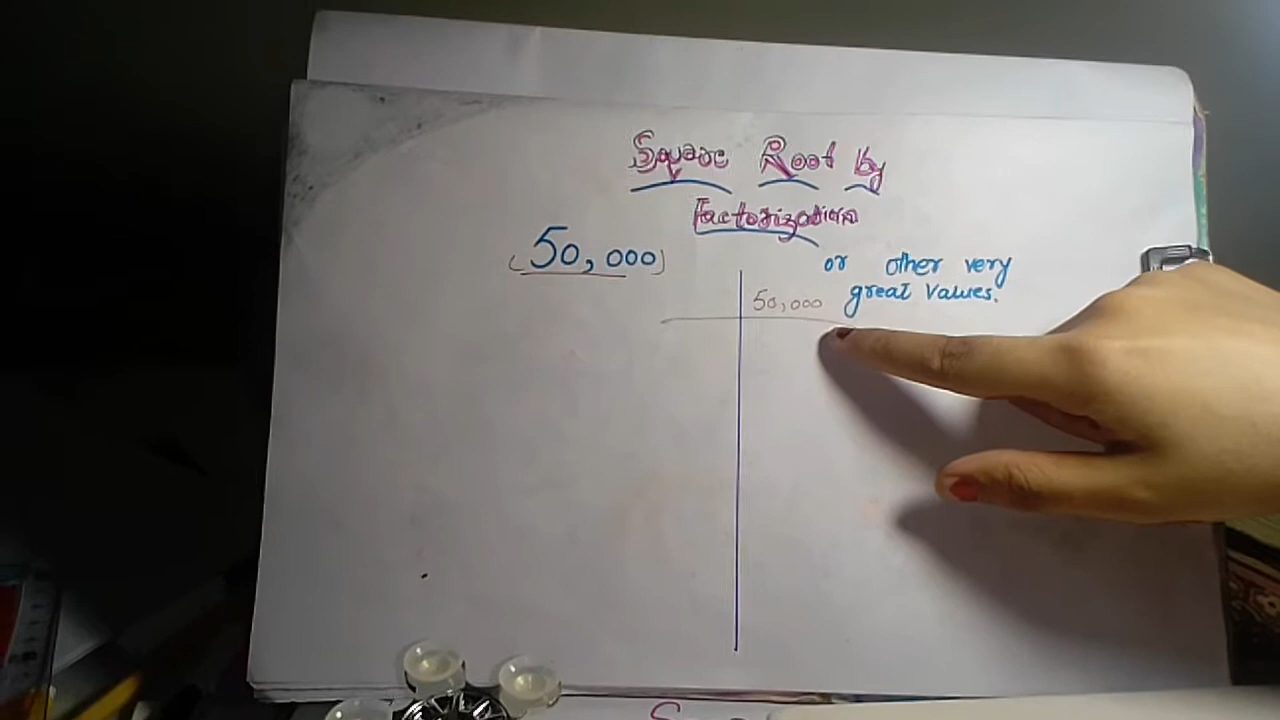 Square Root by
Factorization
(50,000)
or other very
great Values.
50,000